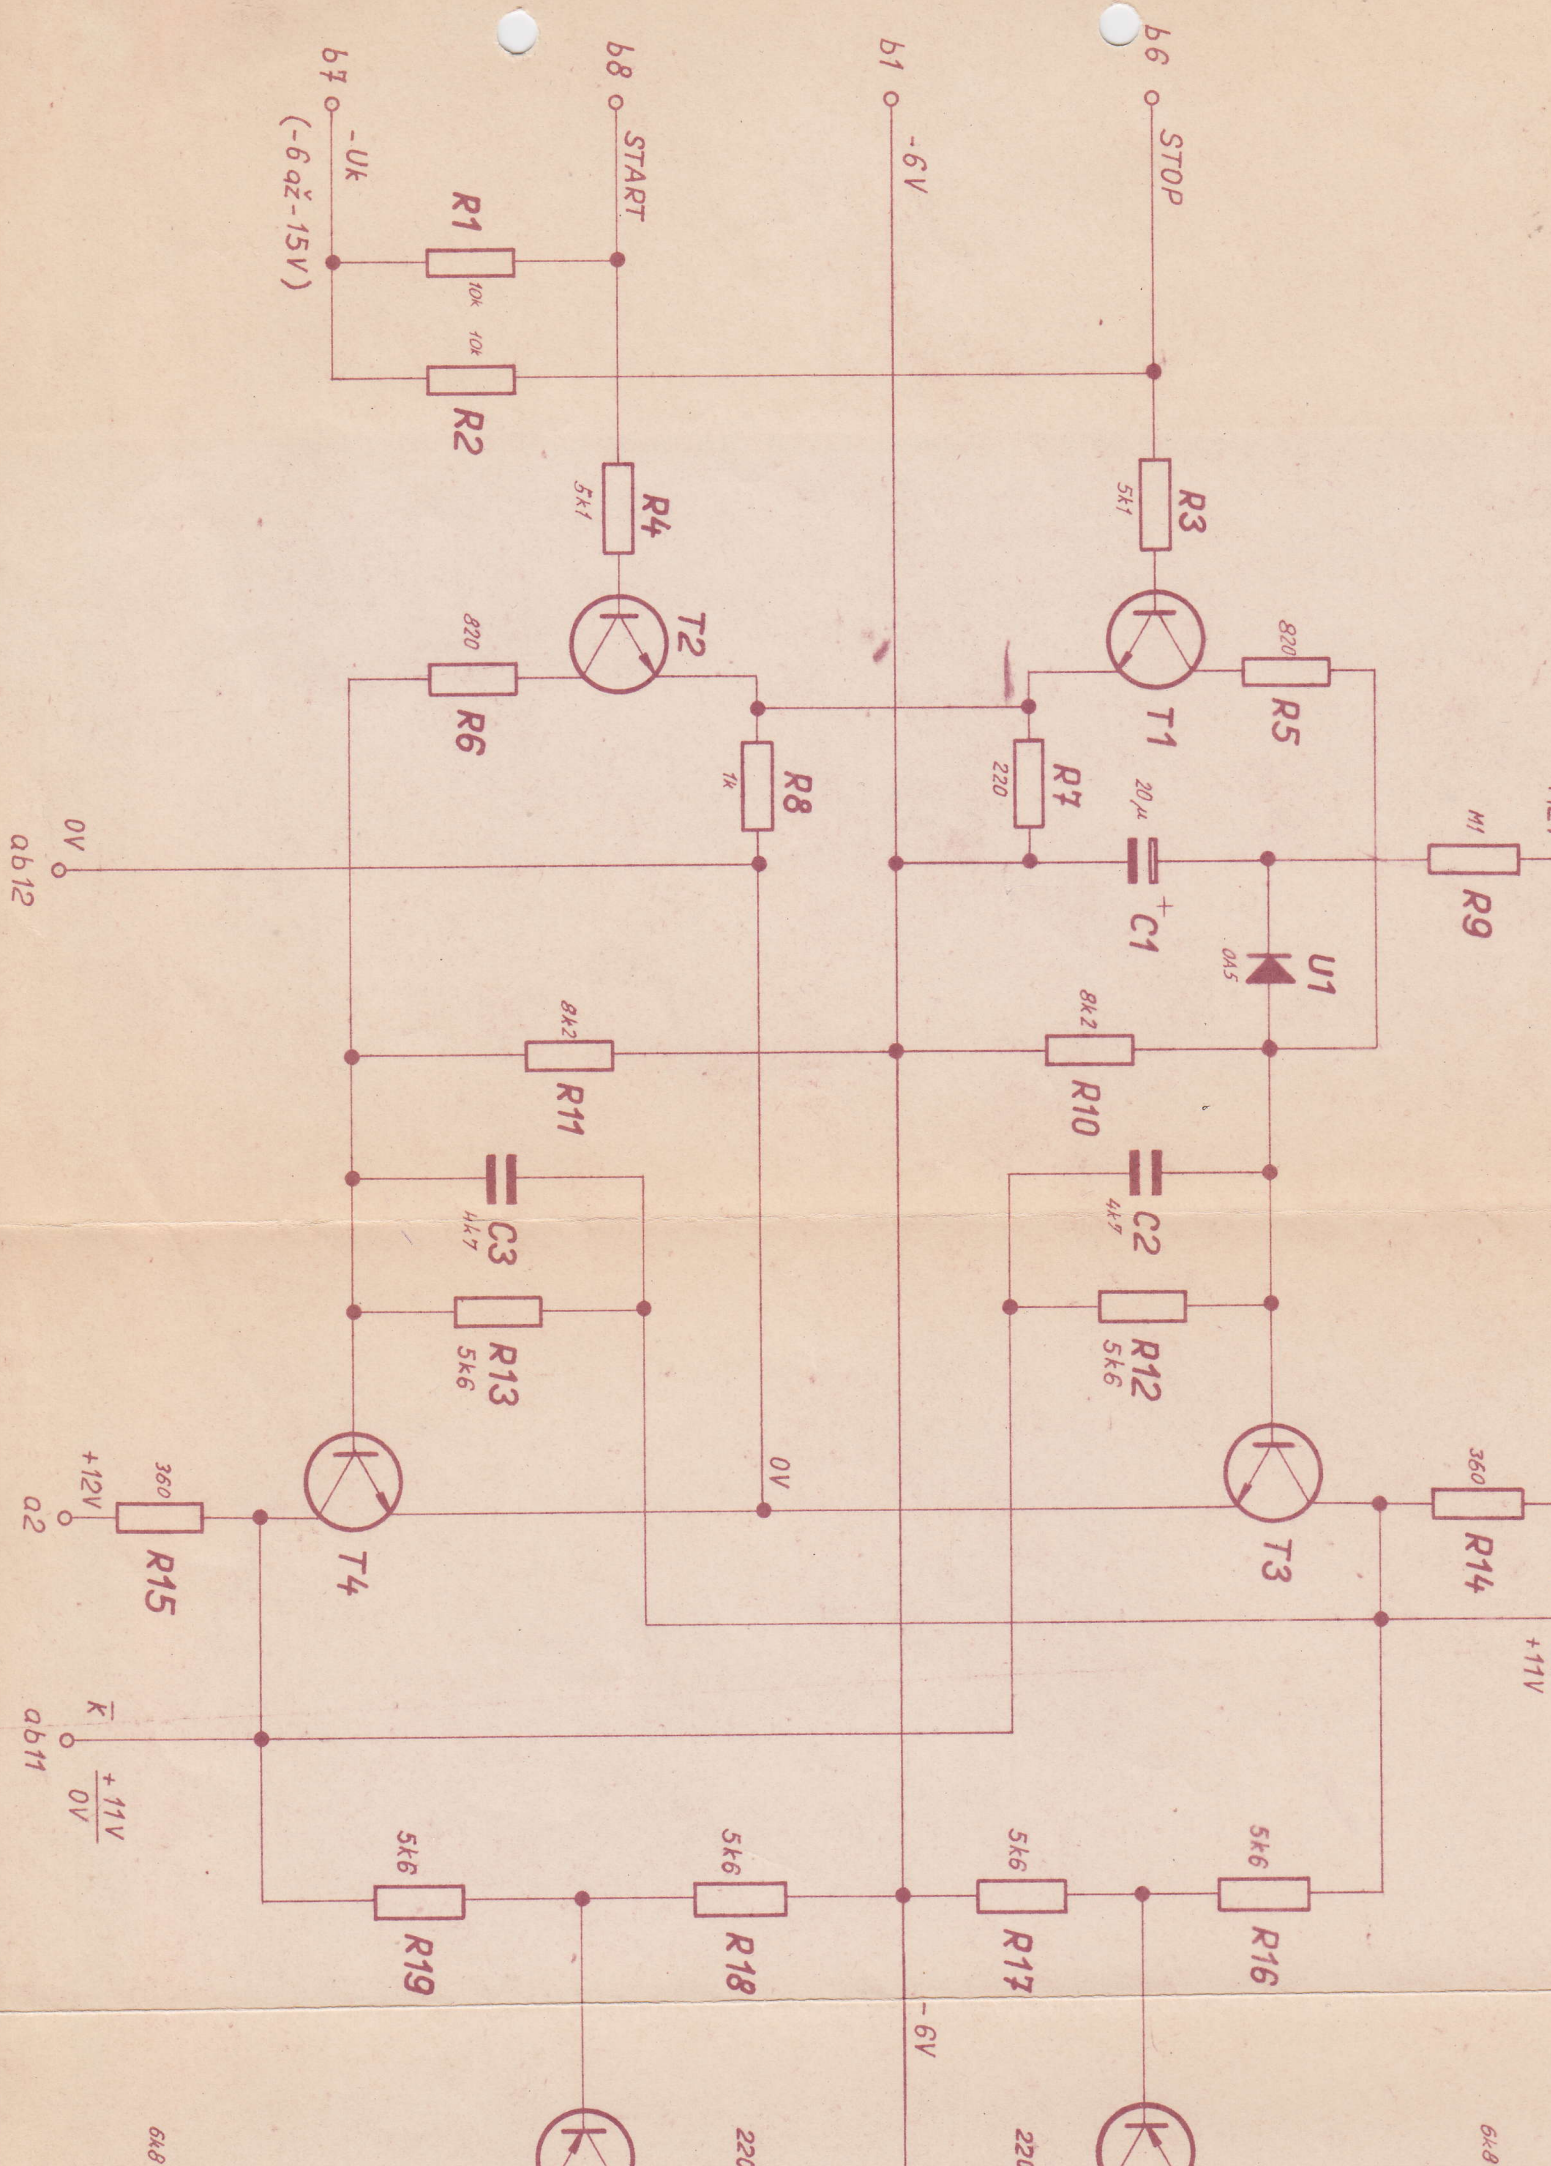 b6
STOP
b1
-6V
b8
START
b7
-Uk
(-6 až -15V)
R1
10k
10k
R2
R3
5k1
R4
5k1
T1
T2
820
R5
820
R6
R7
220
R8
1k
20µ
+
C1
M1
R9
U1
0A5
0V
ab12
8k2
R10
8k2
R11
C2
4k7
C3
4k7
R12
5k6
R13
5k6
T3
T4
0V
360
R14
360
R15
+12V
a2
+11V
k̅
ab11
+11V
0V
5k6
R16
5k6
R17
5k6
R18
5k6
R19
-6V
6k8
220
220
6k8